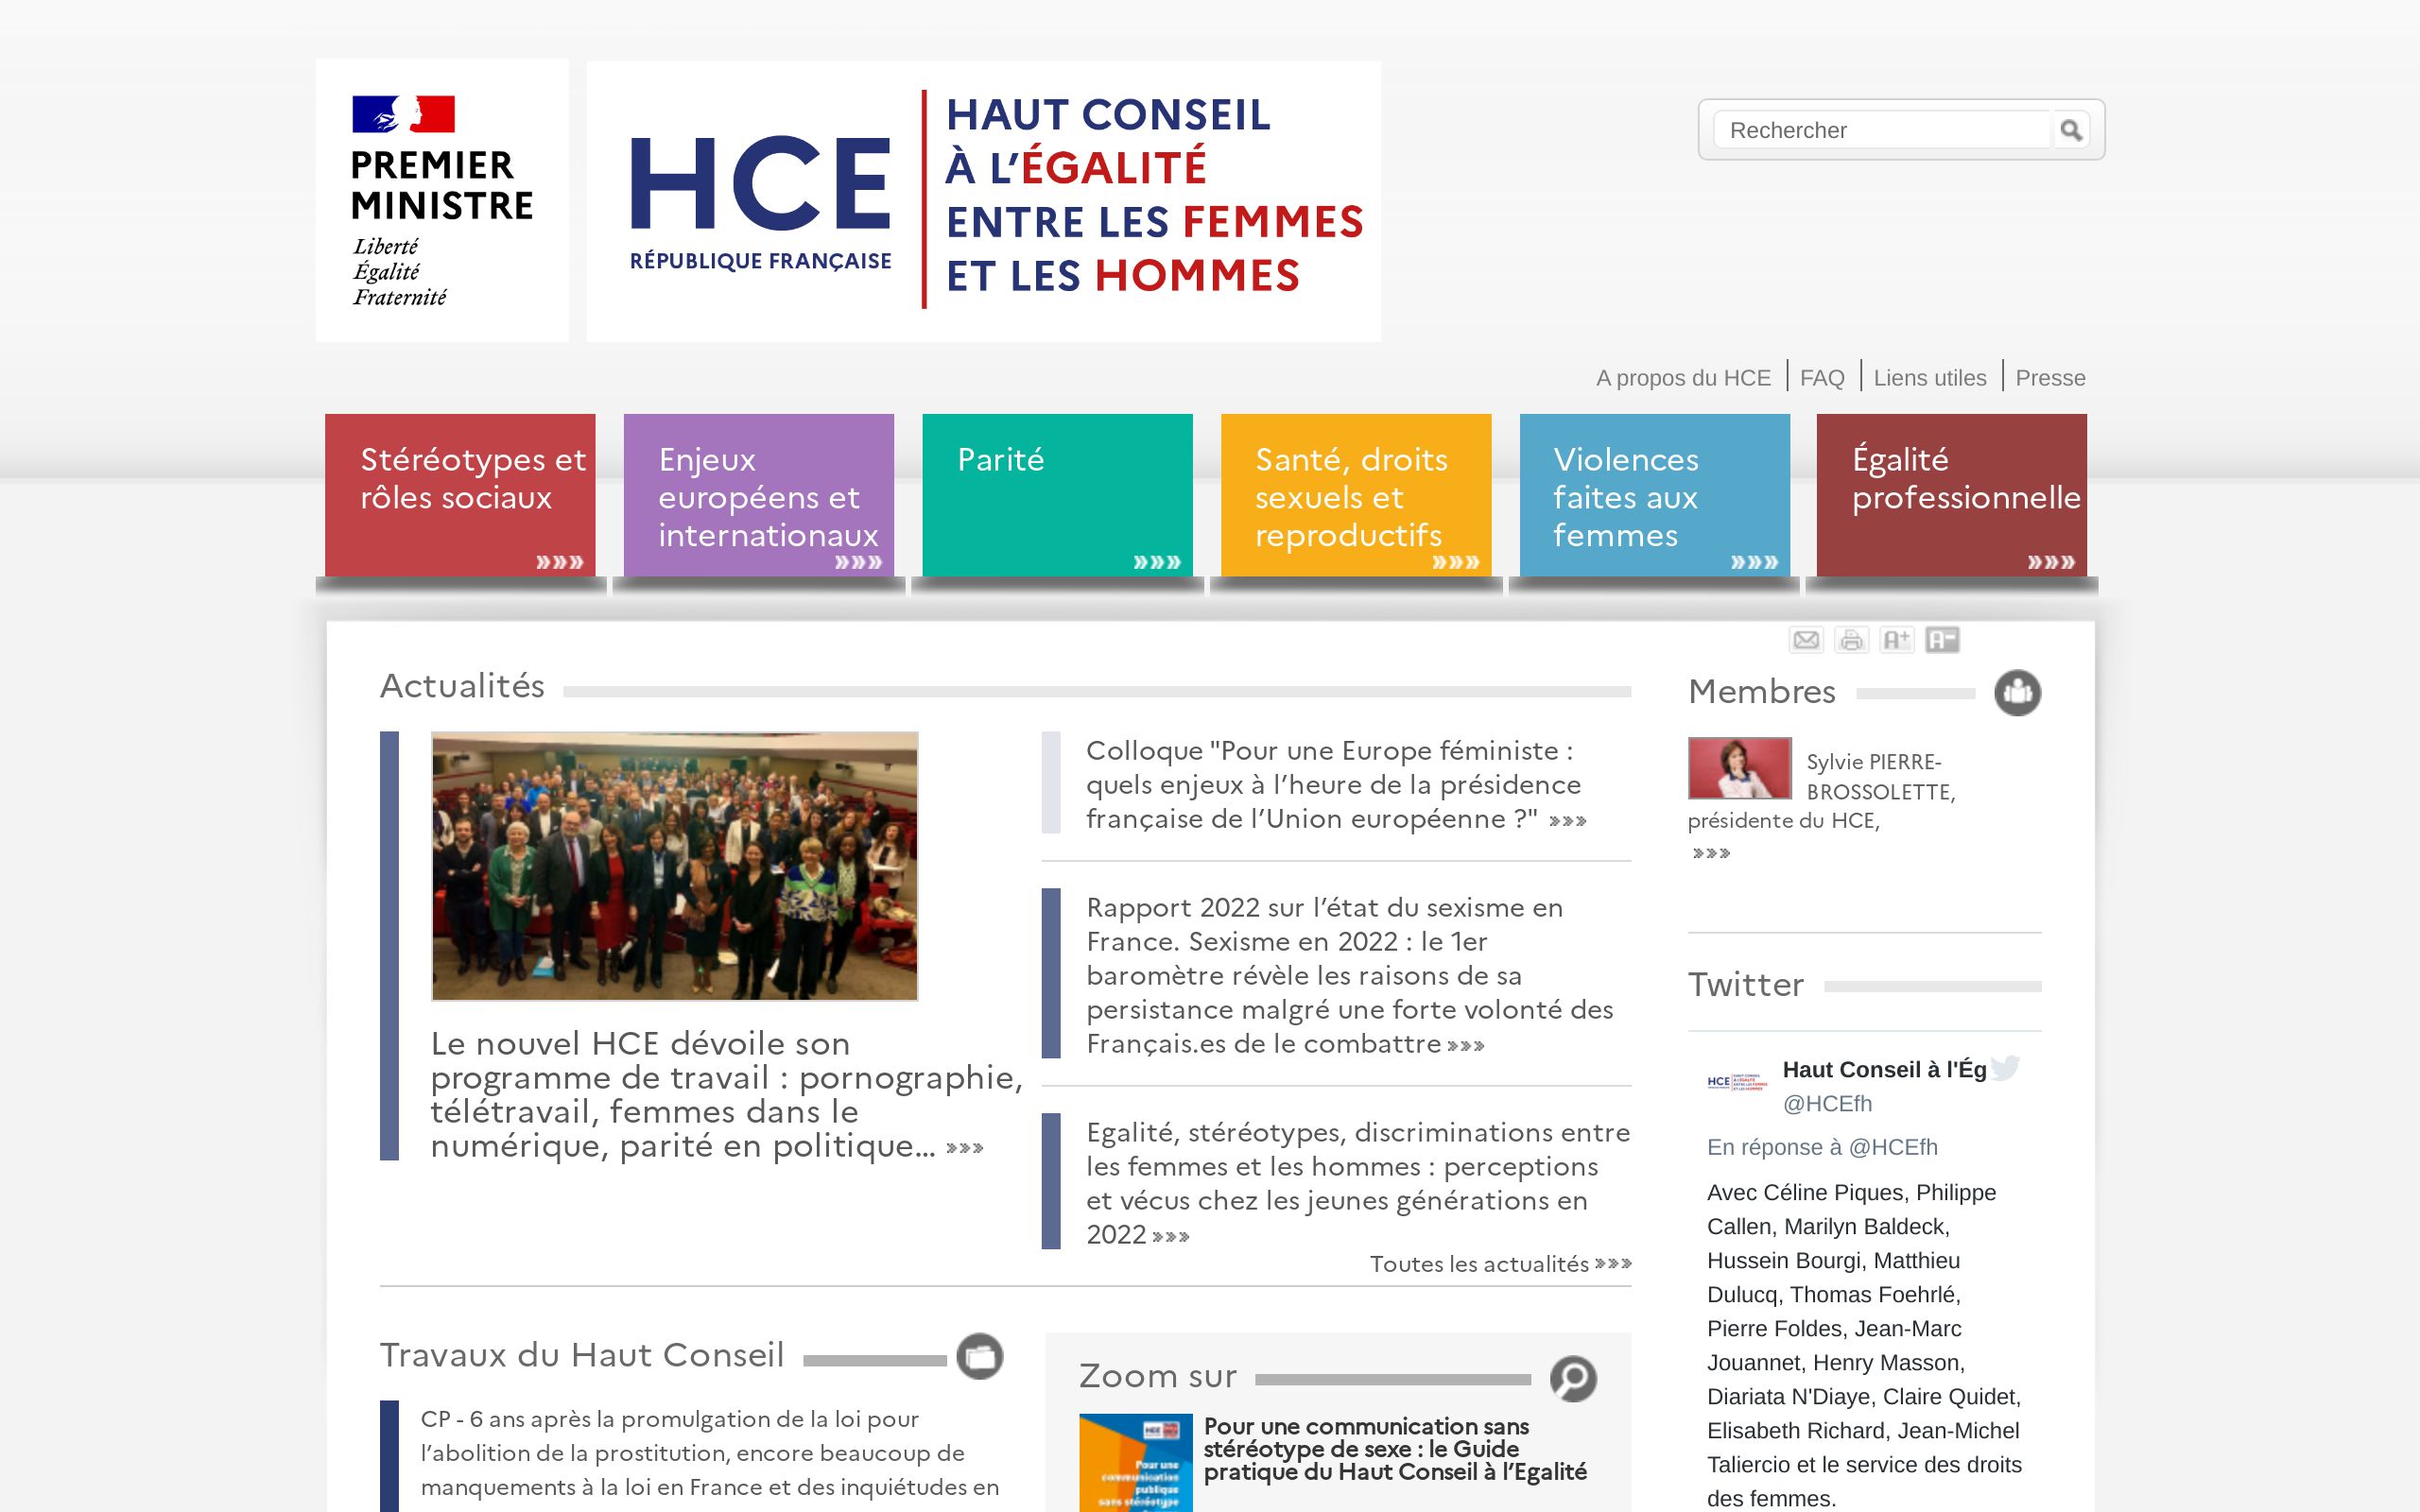 PREMIER
MINISTRE
Liberté
Égalité
Fraternité
HCE
RÉPUBLIQUE FRANÇAISE
HAUT CONSEIL
À L’ÉGALITÉ
ENTRE LES FEMMES
ET LES HOMMES
Rechercher
A propos du HCE
FAQ
Liens utiles
Presse
Stéréotypes et
rôles sociaux
Enjeux
européens et
internationaux
Parité
Santé, droits
sexuels et
reproductifs
Violences
faites aux
femmes
Égalité
professionnelle
A+
A-
Actualités
Le nouvel HCE dévoile son
programme de travail : pornographie,
télétravail, femmes dans le
numérique, parité en politique...
Colloque "Pour une Europe féministe :
quels enjeux à l’heure de la présidence
française de l’Union européenne ?"
Rapport 2022 sur l’état du sexisme en
France. Sexisme en 2022 : le 1er
baromètre révèle les raisons de sa
persistance malgré une forte volonté des
Français.es de le combattre
Egalité, stéréotypes, discriminations entre
les femmes et les hommes : perceptions
et vécus chez les jeunes générations en
2022
Toutes les actualités
Travaux du Haut Conseil
CP - 6 ans après la promulgation de la loi pour
l’abolition de la prostitution, encore beaucoup de
manquements à la loi en France et des inquiétudes en
Zoom sur
Pour une
communication
publique
sans stéréotype
Pour une communication sans
stéréotype de sexe : le Guide
pratique du Haut Conseil à l’Egalité
Membres
Sylvie PIERRE-
BROSSOLETTE,
présidente du HCE,
Twitter
HCE
Haut Conseil à l'Ég
@HCEfh
En réponse à @HCEfh
Avec Céline Piques, Philippe
Callen, Marilyn Baldeck,
Hussein Bourgi, Matthieu
Dulucq, Thomas Foehrlé,
Pierre Foldes, Jean-Marc
Jouannet, Henry Masson,
Diariata N'Diaye, Claire Quidet,
Elisabeth Richard, Jean-Michel
Taliercio et le service des droits
des femmes.